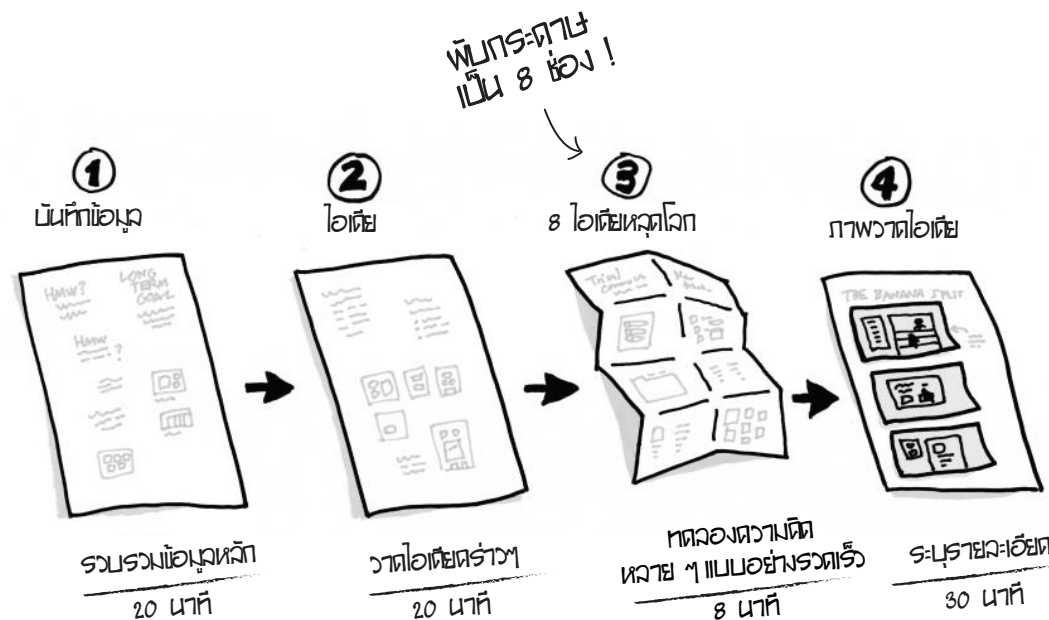 พับกระดาษ
เป็น 8 ช่อง !
1
บันทึกข้อมูล
2
ไอเดีย
3
8 ไอเดียหลุดโลก
4
ภาพวาดไอเดีย
HMW?
LONG
TERM
GOAL
HMW
?
THE BANANA SPLIT
รวบรวมข้อมูลหลัก
20 นาที
วาดไอเดียคร่าวๆ
20 นาที
ทดลองความคิด
หลาย ๆ แบบอย่างรวดเร็ว
8 นาที
ระบุรายละเอียด
30 นาที